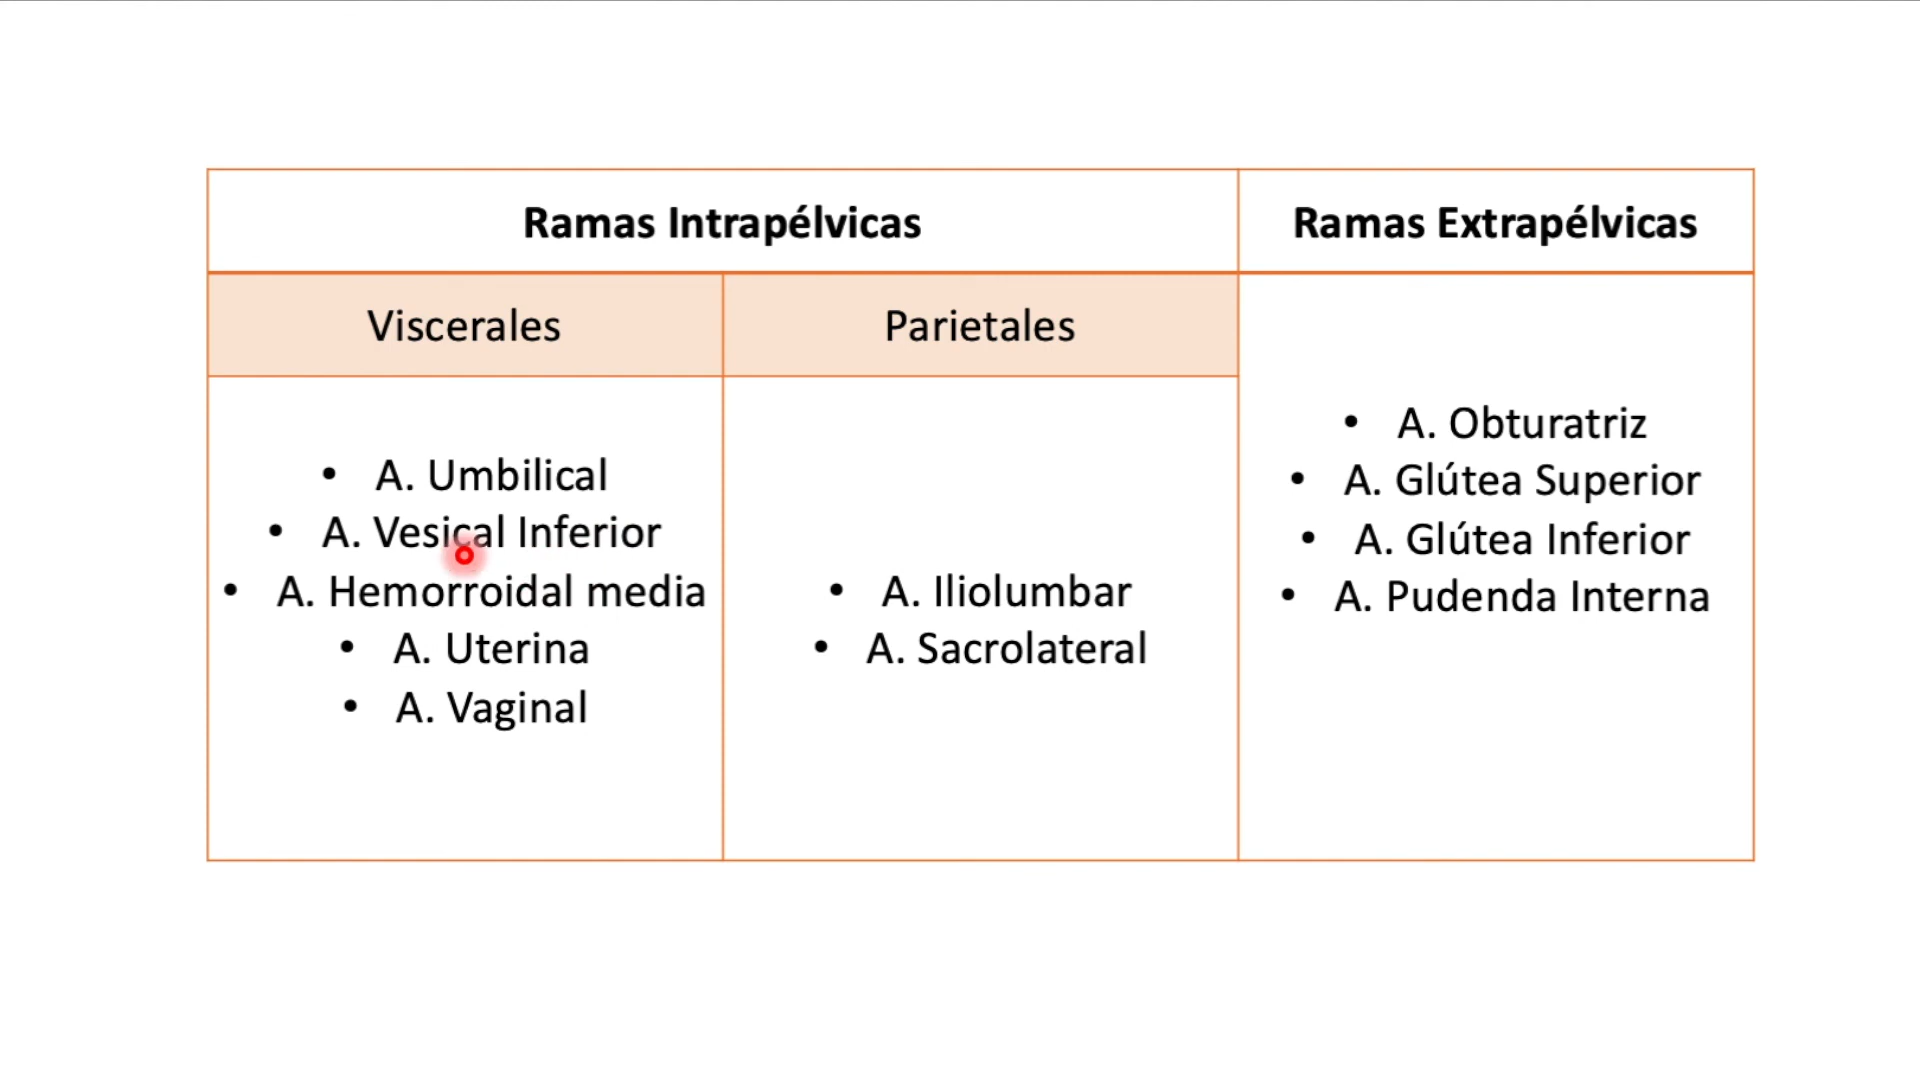 Ramas Intrapélvicas
Ramas Extrapélvicas
Viscerales
Parietales
• A. Umbilical
• A. Vesical Inferior
• A. Hemorroidal media
• A. Uterina
• A. Vaginal
• A. Iliolumbar
• A. Sacrolateral
• A. Obturatriz
• A. Glútea Superior
• A. Glútea Inferior
• A. Pudenda Interna